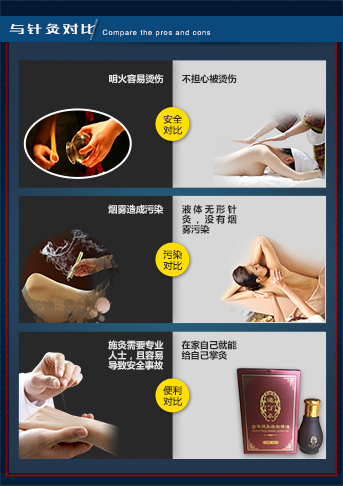 与针灸对比
Compare the pros and cons
明火容易烫伤
不担心被烫伤
安全
对比
烟雾造成污染
液体无形针
灸，没有烟
雾污染
污染
对比
施灸需要专业
人士，且容易
导致安全事故
在家自己就能
给自己掌灸
便利
对比